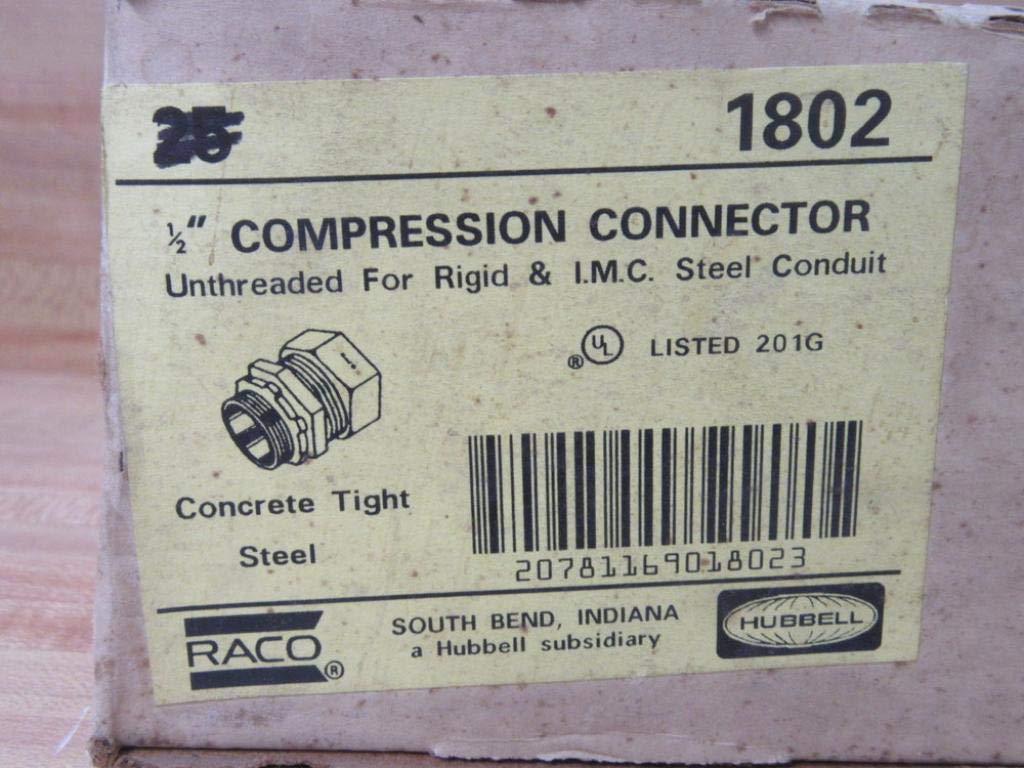 25 1802
½" COMPRESSION CONNECTOR
Unthreaded For Rigid & I.M.C. Steel Conduit
® UL LISTED 201G
Concrete Tight
Steel
20781169018023
RACO®
SOUTH BEND, INDIANA
a Hubbell subsidiary
HUBBELL